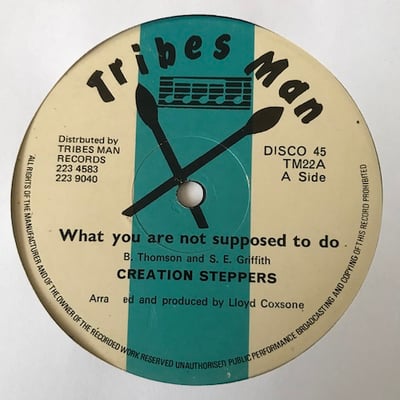 Tribes Man
Distrbuted by
TRIBES MAN
RECORDS
223 4583
223 9040
DISCO 45
TM22A
A Side
What you are not supposed to do
B. Thomson and S. E. Griffith
CREATION STEPPERS
Arra ed and produced by Lloyd Coxsone
ALL RIGHTS OF THE MANUFACTURER AND OF THE OWNER OF THE RECORDED WORK RESERVED UNAUTHORISED PUBLIC PERFORMANCE BROADCASTING AND COPYING OF THIS RECORD PROHIBITED